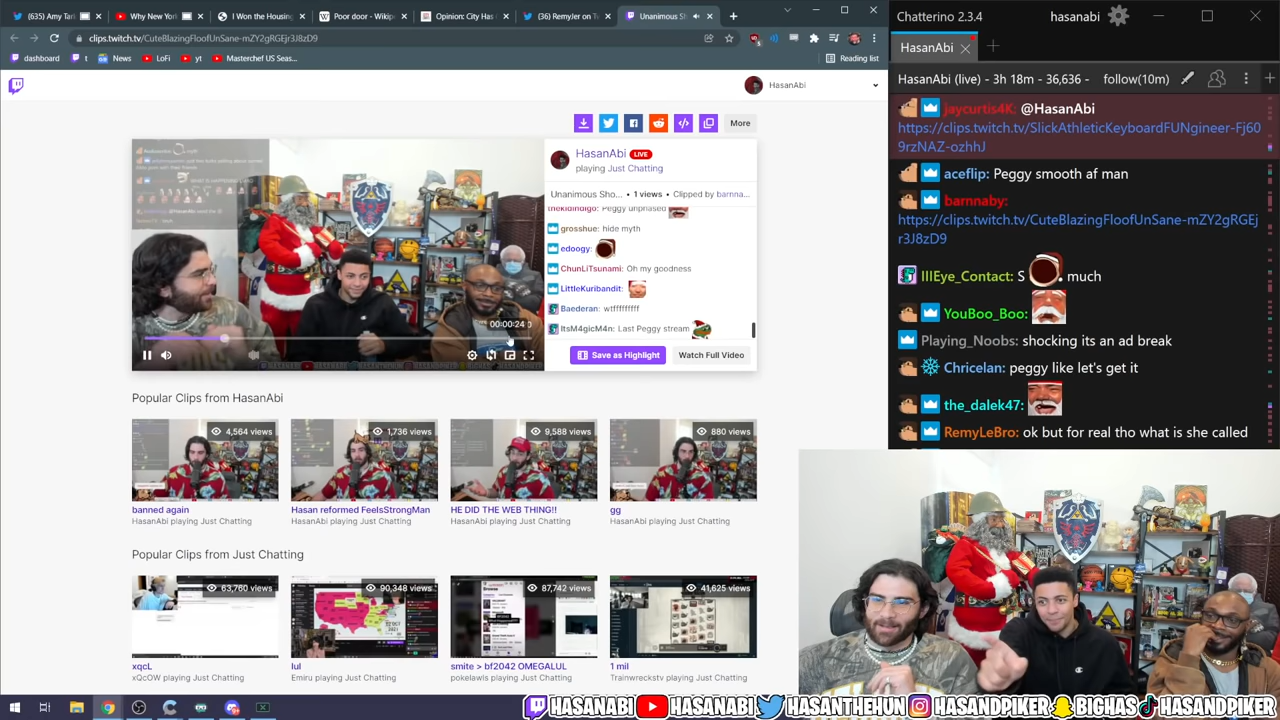 (635) Amy Tar
Why New York
I Won the Housing
Poor door - Wikip
Opinion: City Has
(36) RemyJer on Tw
Unanimous Sh
clips.twitch.tv/CuteBlazingFloofUnSane-mZY2gRGEjr3J8zD9
dashboard
t
News
LoFi
yt
Masterchef US Seas...
Reading list
HasanAbi
More
HasanAbi LIVE
playing Just Chatting
Unanimous Sho... • 1 views • Clipped by barnna...
thekidindigo: Peggy unphased
grosshue: hide myth
edoogy:
ChunLiTsunami: Oh my goodness
LittleKuribandit:
Baederan: wtfffffffff
ItsM4gicM4n: Last Peggy stream
00:00:24
Save as Highlight
Watch Full Video
Popular Clips from HasanAbi
4,564 views
1,736 views
9,588 views
880 views
banned again
HasanAbi playing Just Chatting
Hasan reformed FeelsStrongMan
HasanAbi playing Just Chatting
HE DID THE WEB THING!!
HasanAbi playing Just Chatting
gg
HasanAbi playing Just Chatting
Popular Clips from Just Chatting
63,760 views
90,348 views
87,742 views
41,625 views
xqcL
xQcOW playing Just Chatting
lul
Emiru playing Just Chatting
smite > bf2042 OMEGALUL
pokelawls playing Just Chatting
1 mil
Trainwreckstv playing Just Chatting
Chatterino 2.3.4
hasanabi
HasanAbi
HasanAbi (live) - 3h 18m - 36,636 - follow(10m)
jaycurtis4K: @HasanAbi
https://clips.twitch.tv/SlickAthleticKeyboardFUNgineer-Fj60
9rzNAZ-ozhhJ
aceflip: Peggy smooth af man
barnnaby:
https://clips.twitch.tv/CuteBlazingFloofUnSane-mZY2gRGEj
r3J8zD9
IllEye_Contact: S much
YouBoo_Boo:
Playing_Noobs: shocking its an ad break
Chricelan: peggy like let's get it
the_dalek47:
RemyLeBro: ok but for real tho what is she called
HASANABI
HASANABI
HASANTHEHUN
HASANDPIKER
BIGHAS
HASANDPIKER